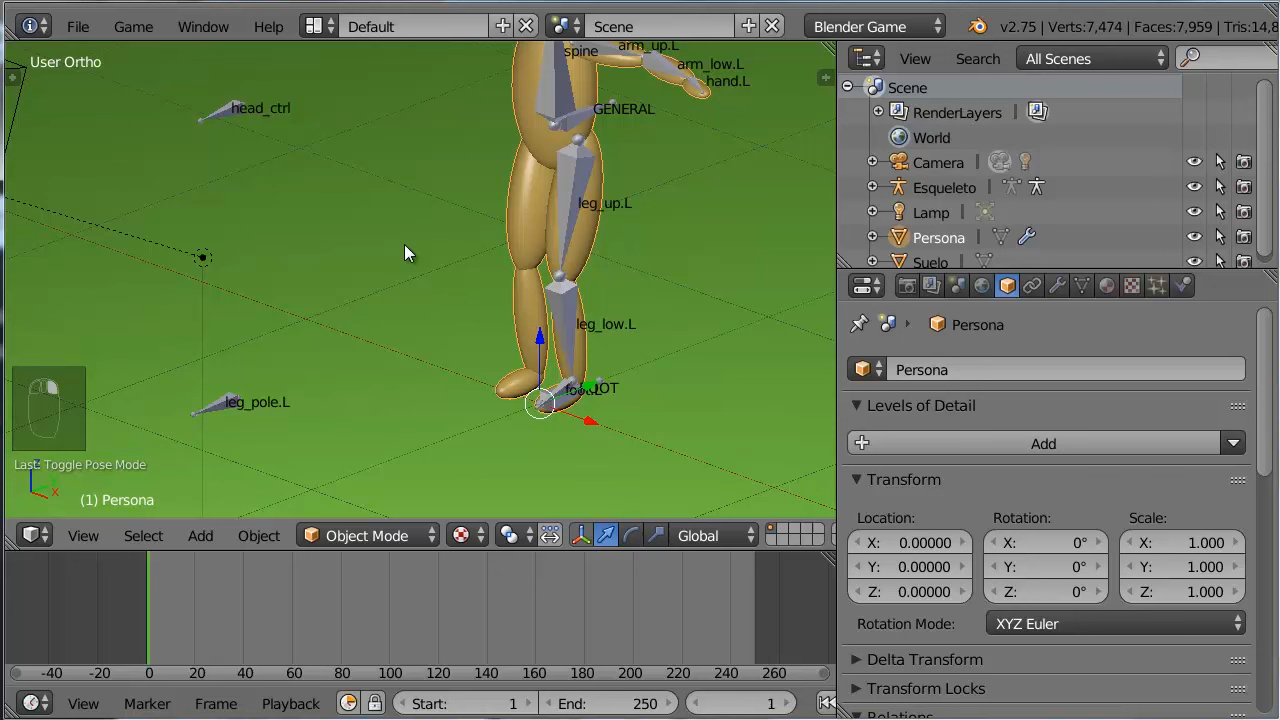 File Game Window Help Default Scene Blender Game v2.75 | Verts:7,474 | Faces:7,959 | Tris:14,8
User Ortho
View Search All Scenes
spine
arm_up.L
arm_low.L
hand.L
head_ctrl
GENERAL
leg_up.L
leg_low.L
leg_pole.L
Last: Toggle Pose Mode
(1) Persona
z
x
View Select Add Object Object Mode Global
-40 -20 0 20 40 60 80 100 120 140 160 180 200 220 240 260
View Marker Frame Playback Start: 1 End: 250 1
Scene
RenderLayers |
World
Camera |
Esqueleto |
Lamp |
Persona |
Suelo |
Persona
Persona
Levels of Detail
Add
Transform
Location: Rotation: Scale:
X: 0.00000 X: 0° X: 1.000
Y: 0.00000 Y: 0° Y: 1.000
Z: 0.00000 Z: 0° Z: 1.000
Rotation Mode: XYZ Euler
Delta Transform
Transform Locks
Relations